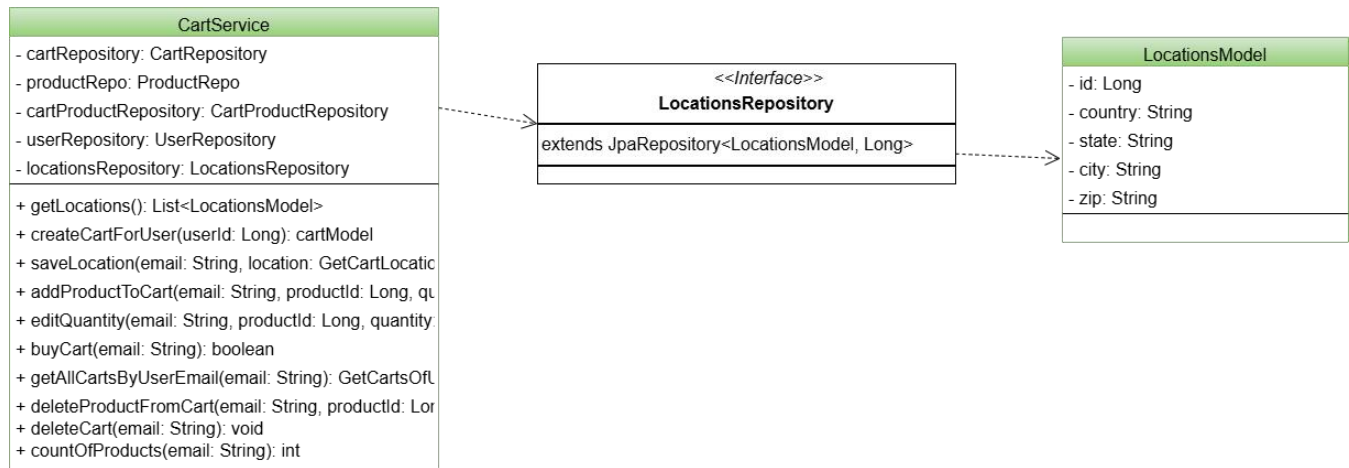 CartService
- cartRepository: CartRepository
- productRepo: ProductRepo
- cartProductRepository: CartProductRepository
- userRepository: UserRepository
- locationsRepository: LocationsRepository
+ getLocations(): List<LocationsModel>
+ createCartForUser(userId: Long): cartModel
+ saveLocation(email: String, location: GetCartLocatio
+ addProductToCart(email: String, productId: Long, qu
+ editQuantity(email: String, productId: Long, quantity:
+ buyCart(email: String): boolean
+ getAllCartsByUserEmail(email: String): GetCartsOfU
+ deleteProductFromCart(email: String, productId: Lon
+ deleteCart(email: String): void
+ countOfProducts(email: String): int
<<Interface>>
LocationsRepository
extends JpaRepository<LocationsModel, Long>
LocationsModel
- id: Long
- country: String
- state: String
- city: String
- zip: String